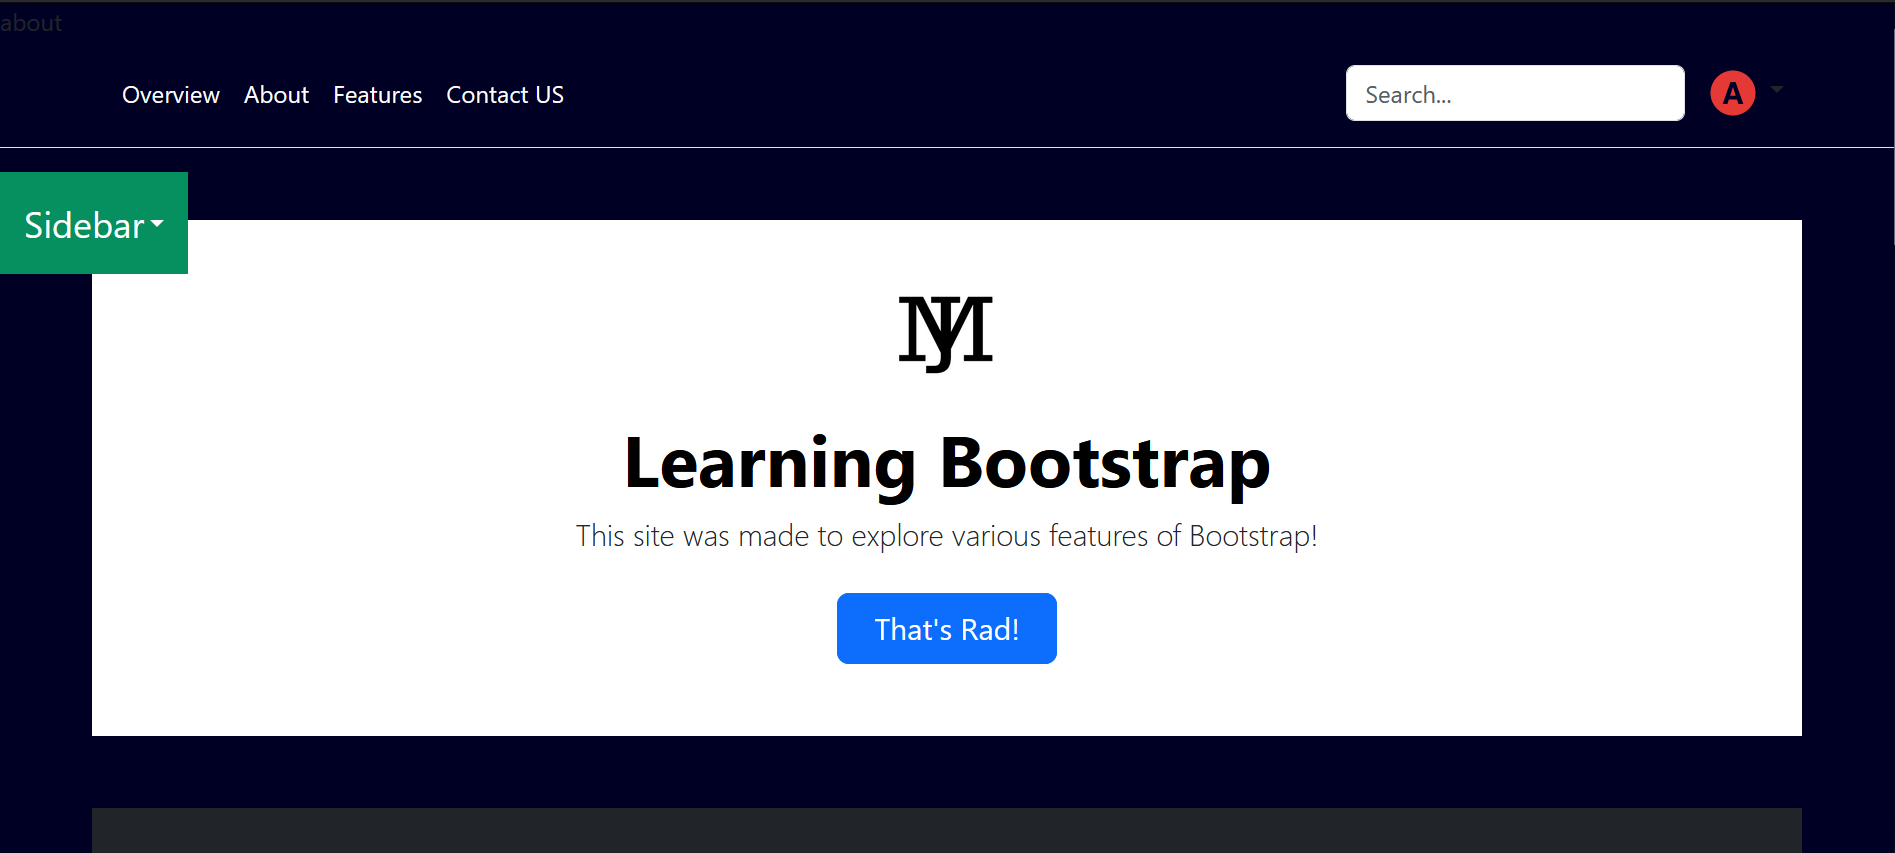 about
Overview About Features Contact US
Search...
A
Sidebar
MJ
Learning Bootstrap
This site was made to explore various features of Bootstrap!
That's Rad!